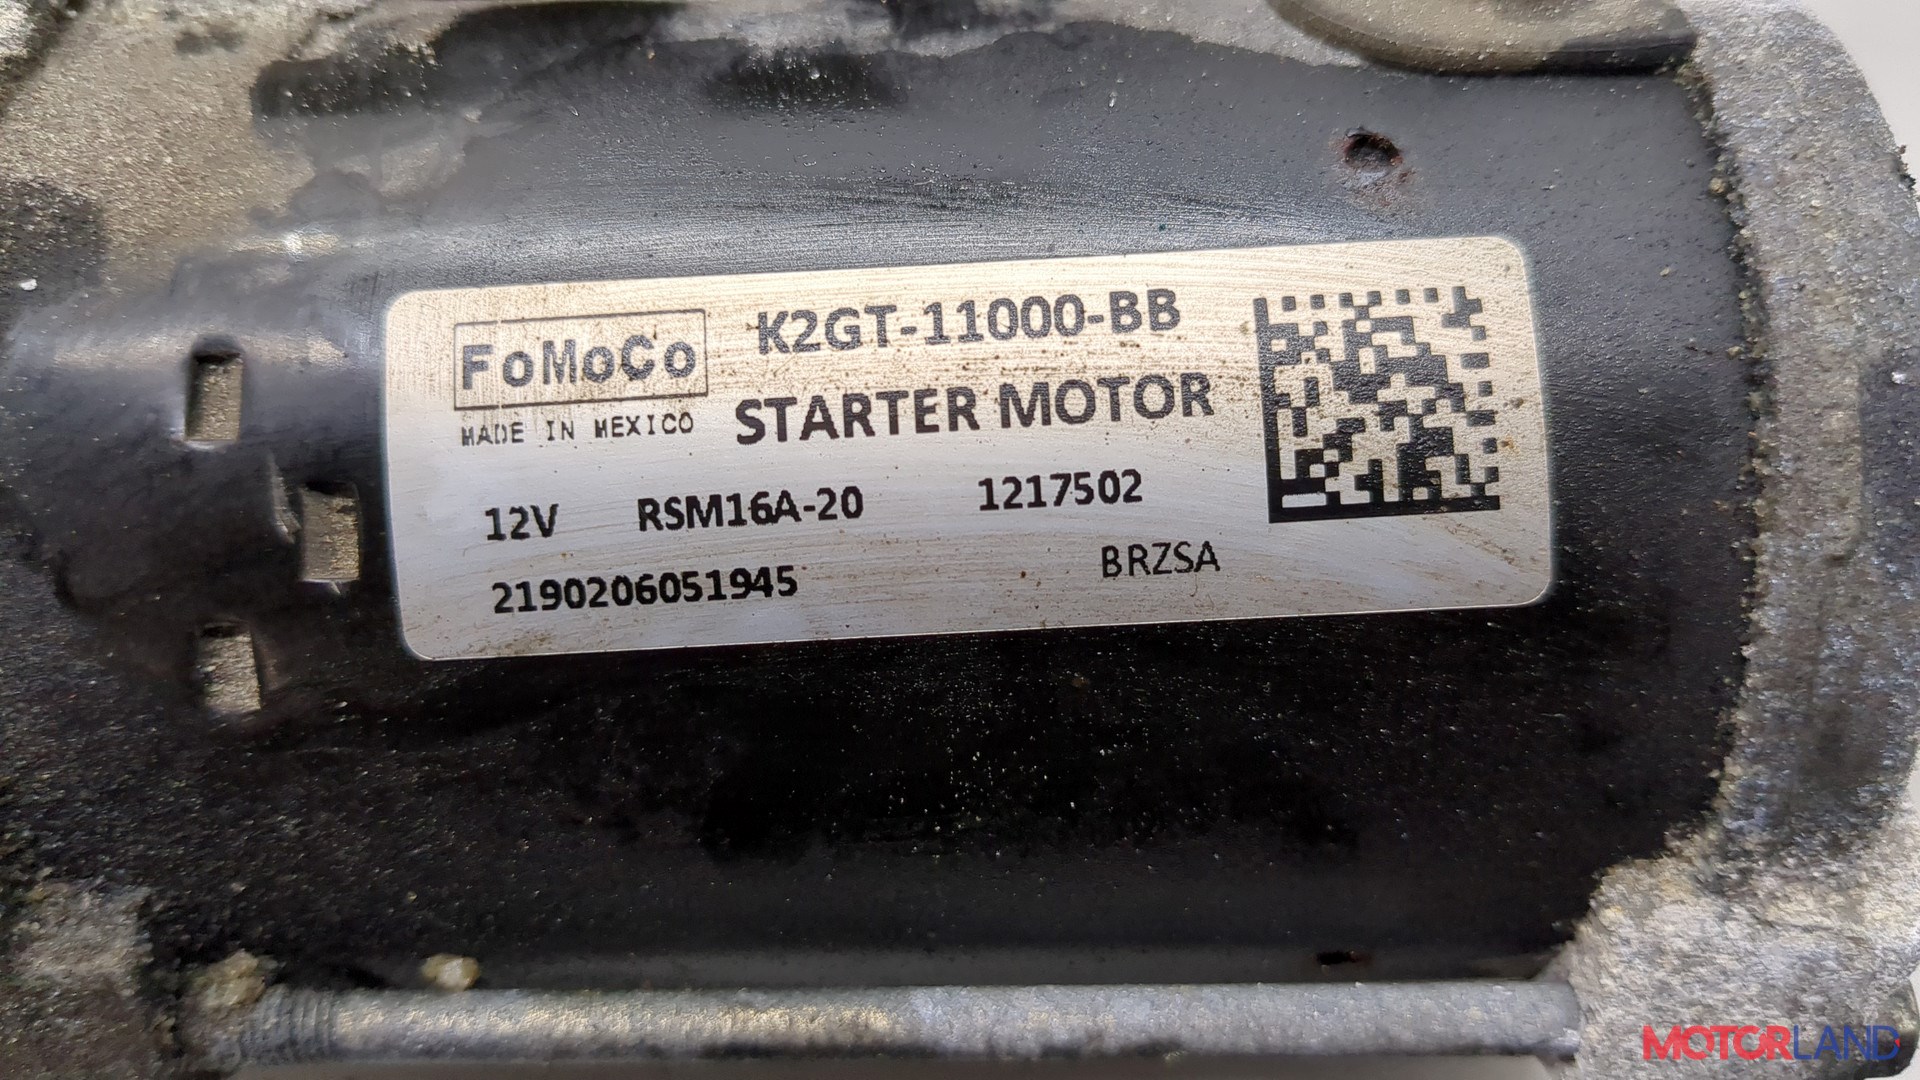 FoMoCo K2GT-11000-BB
MADE IN MEXICO STARTER MOTOR
12V RSM16A-20 1217502
2190206051945 BRZSA
MOTORLAND